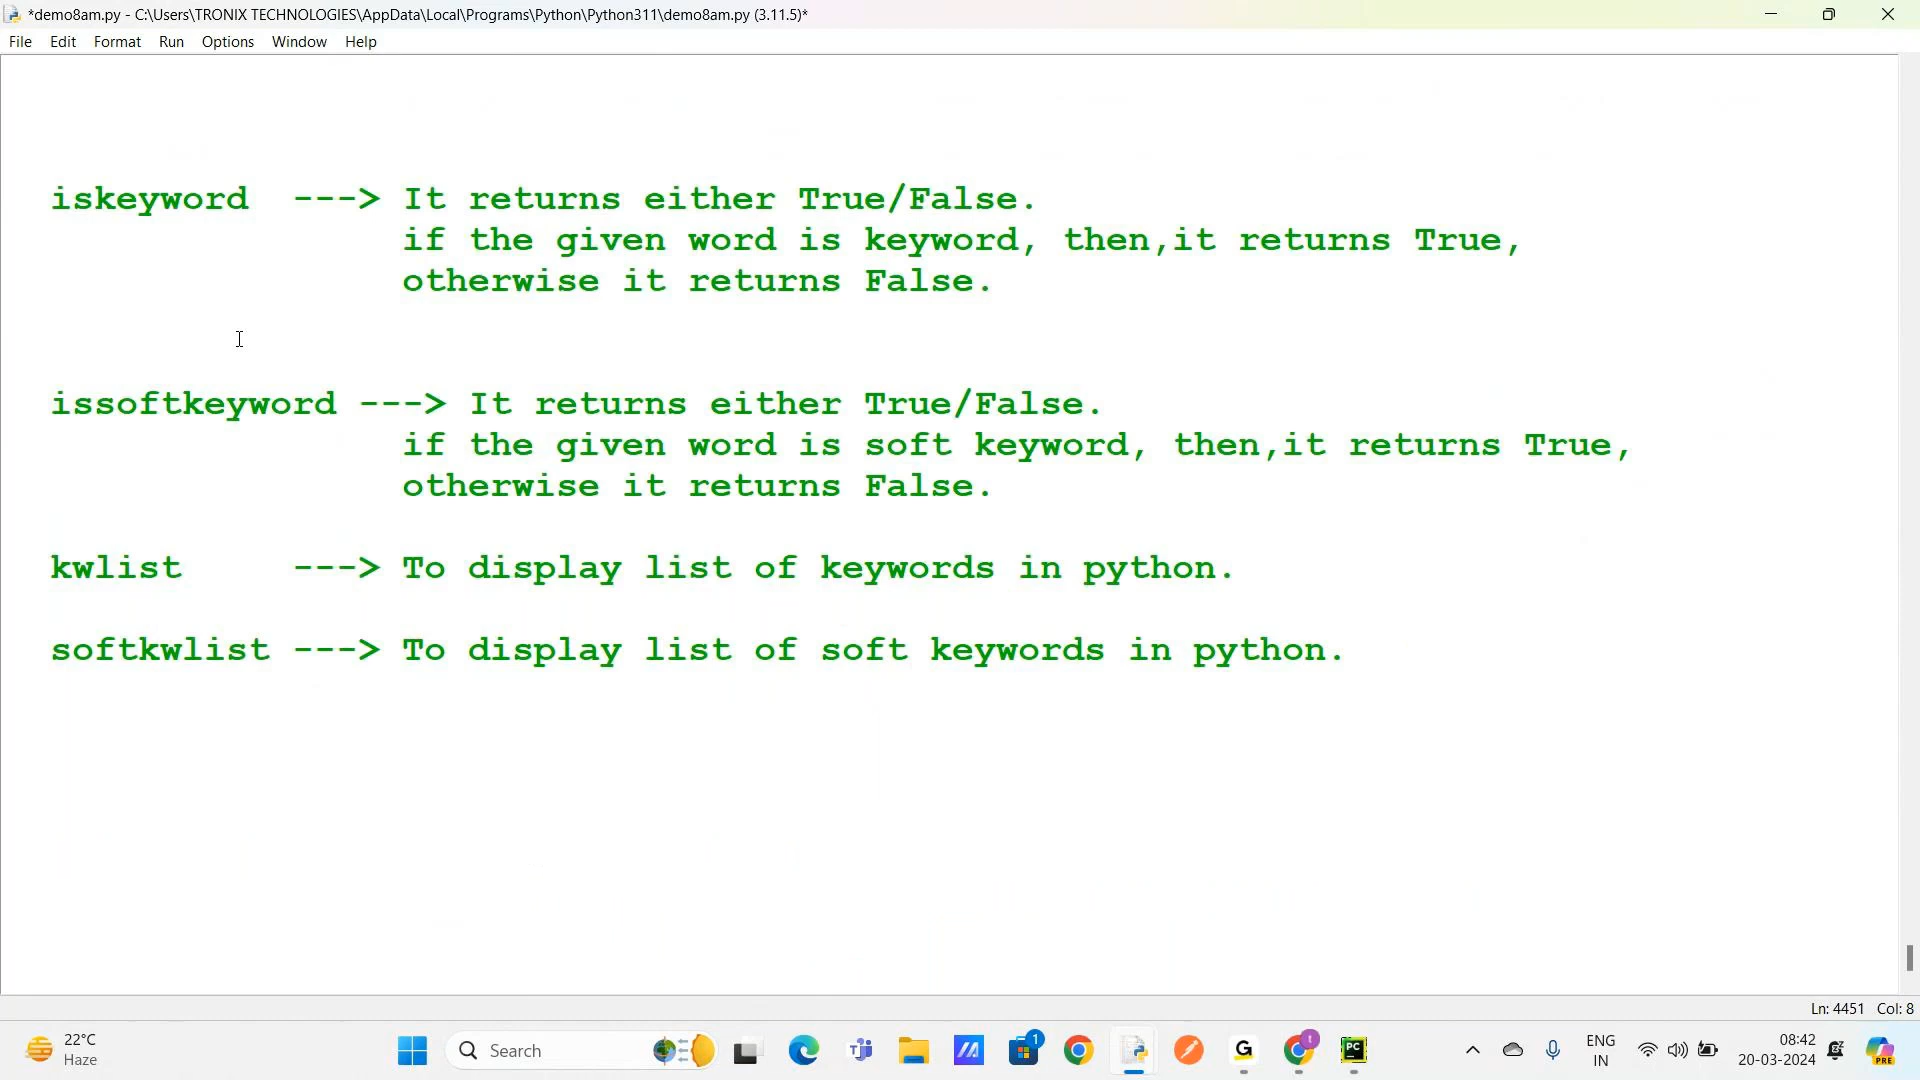 *demo8am.py - C:\Users\TRONIX TECHNOLOGIES\AppData\Local\Programs\Python\Python311\demo8am.py (3.11.5)*
File Edit Format Run Options Window Help
iskeyword ---> It returns either True/False.
if the given word is keyword, then,it returns True,
otherwise it returns False.
issoftkeyword ---> It returns either True/False.
if the given word is soft keyword, then,it returns True,
otherwise it returns False.
kwlist ---> To display list of keywords in python.
softkwlist ---> To display list of soft keywords in python.
Ln: 4451 Col: 8
22°C
Haze
Search
1
G
t
PC
ENG
IN
08:42
20-03-2024
PRE